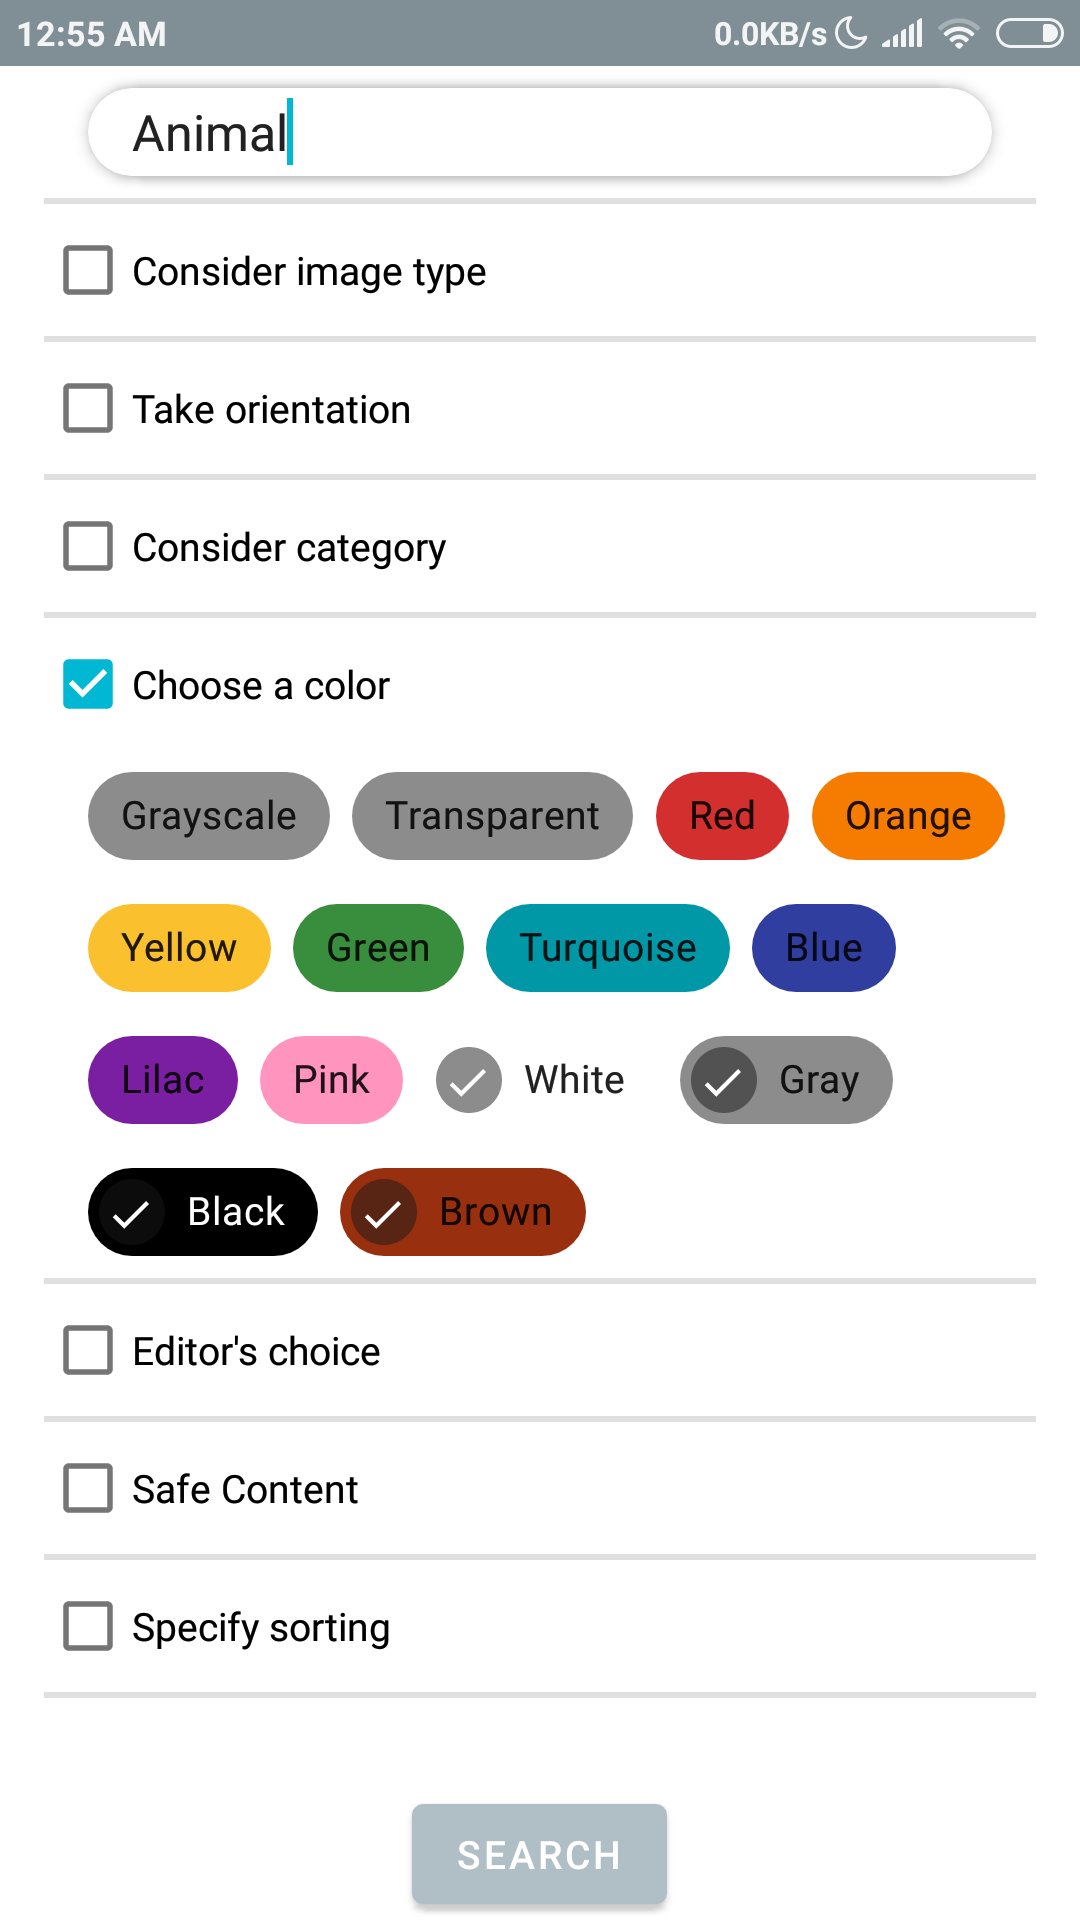 12:55 AM 0.0KB/s
Animal
Consider image type
Take orientation
Consider category
Choose a color
Grayscale Transparent Red Orange
Yellow Green Turquoise Blue
Lilac Pink White Gray
Black Brown
Editor's choice
Safe Content
Specify sorting
SEARCH